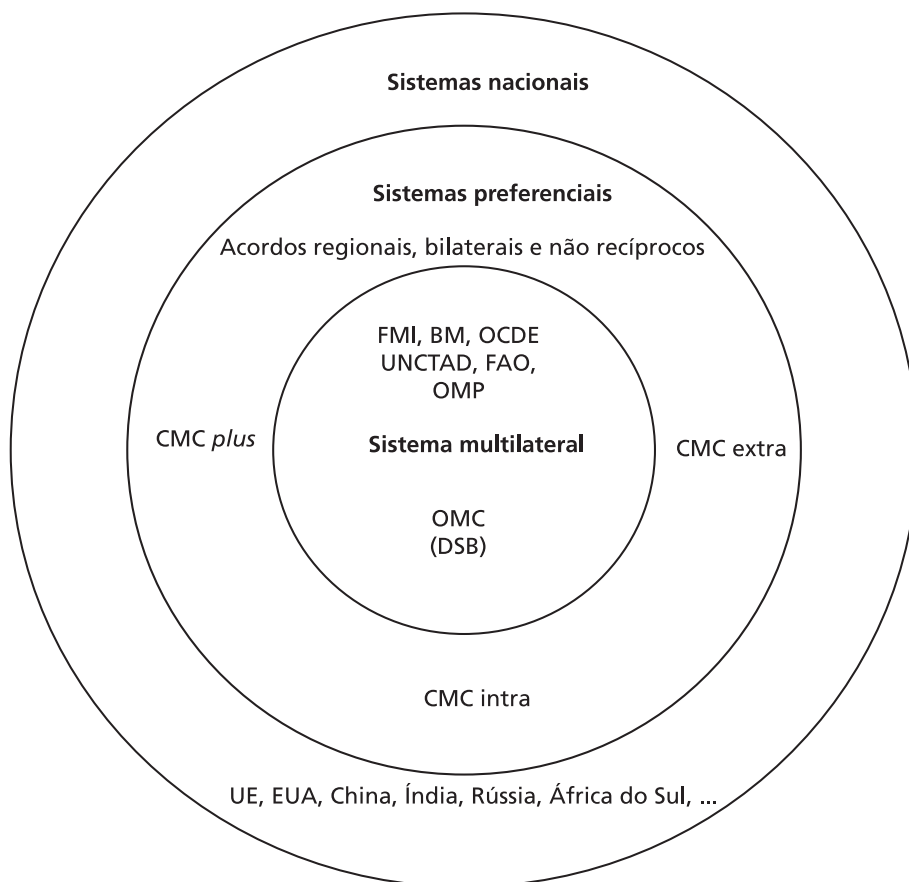 Sistemas nacionais
Sistemas preferenciais
Acordos regionais, bilaterais e não recíprocos
FMI, BM, OCDE
UNCTAD, FAO,
OMP
CMC plus
Sistema multilateral
CMC extra
OMC
(DSB)
CMC intra
UE, EUA, China, Índia, Rússia, África do Sul, ...